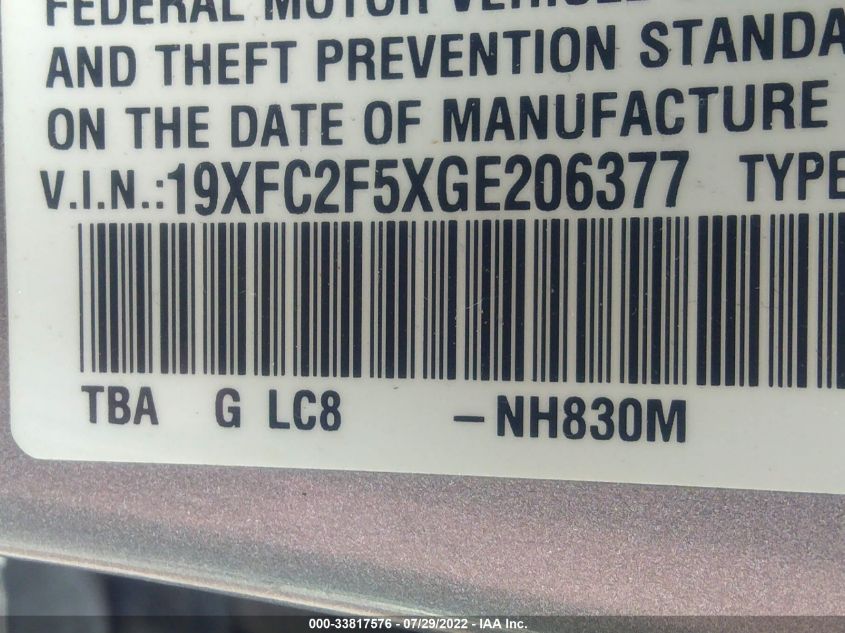 FEDERAL MOTOR VEHICLE
AND THEFT PREVENTION STANDA
ON THE DATE OF MANUFACTURE
V.I.N.:19XFC2F5XGE206377 TYPE
TBA G LC8 -NH830M
000-33817576 - 07/29/2022 - IAA Inc.